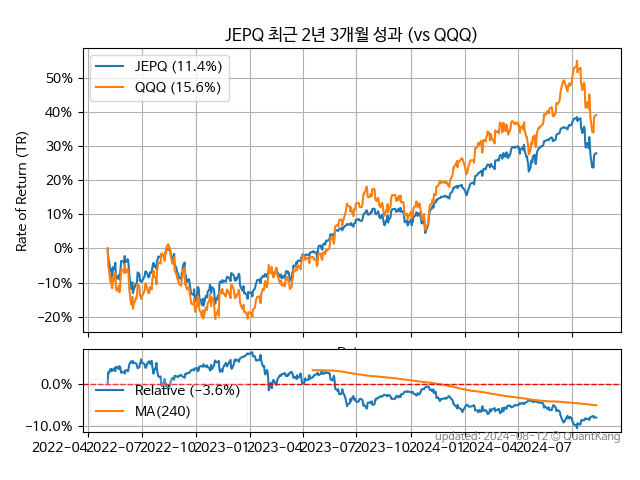 JEPQ 최근 2년 3개월 성과 (vs QQQ)
JEPQ (11.4%)
QQQ (15.6%)
Rate of Return (TR)
50%
40%
30%
20%
10%
0%
−10%
−20%
0.0%
−10.0%
Relative (−3.6%)
MA(240)
updated: 2024-08-12 © QuantKang
2022-04 2022-07 2022-10 2023-01 2023-04 2023-07 2023-10 2024-01 2024-04 2024-07